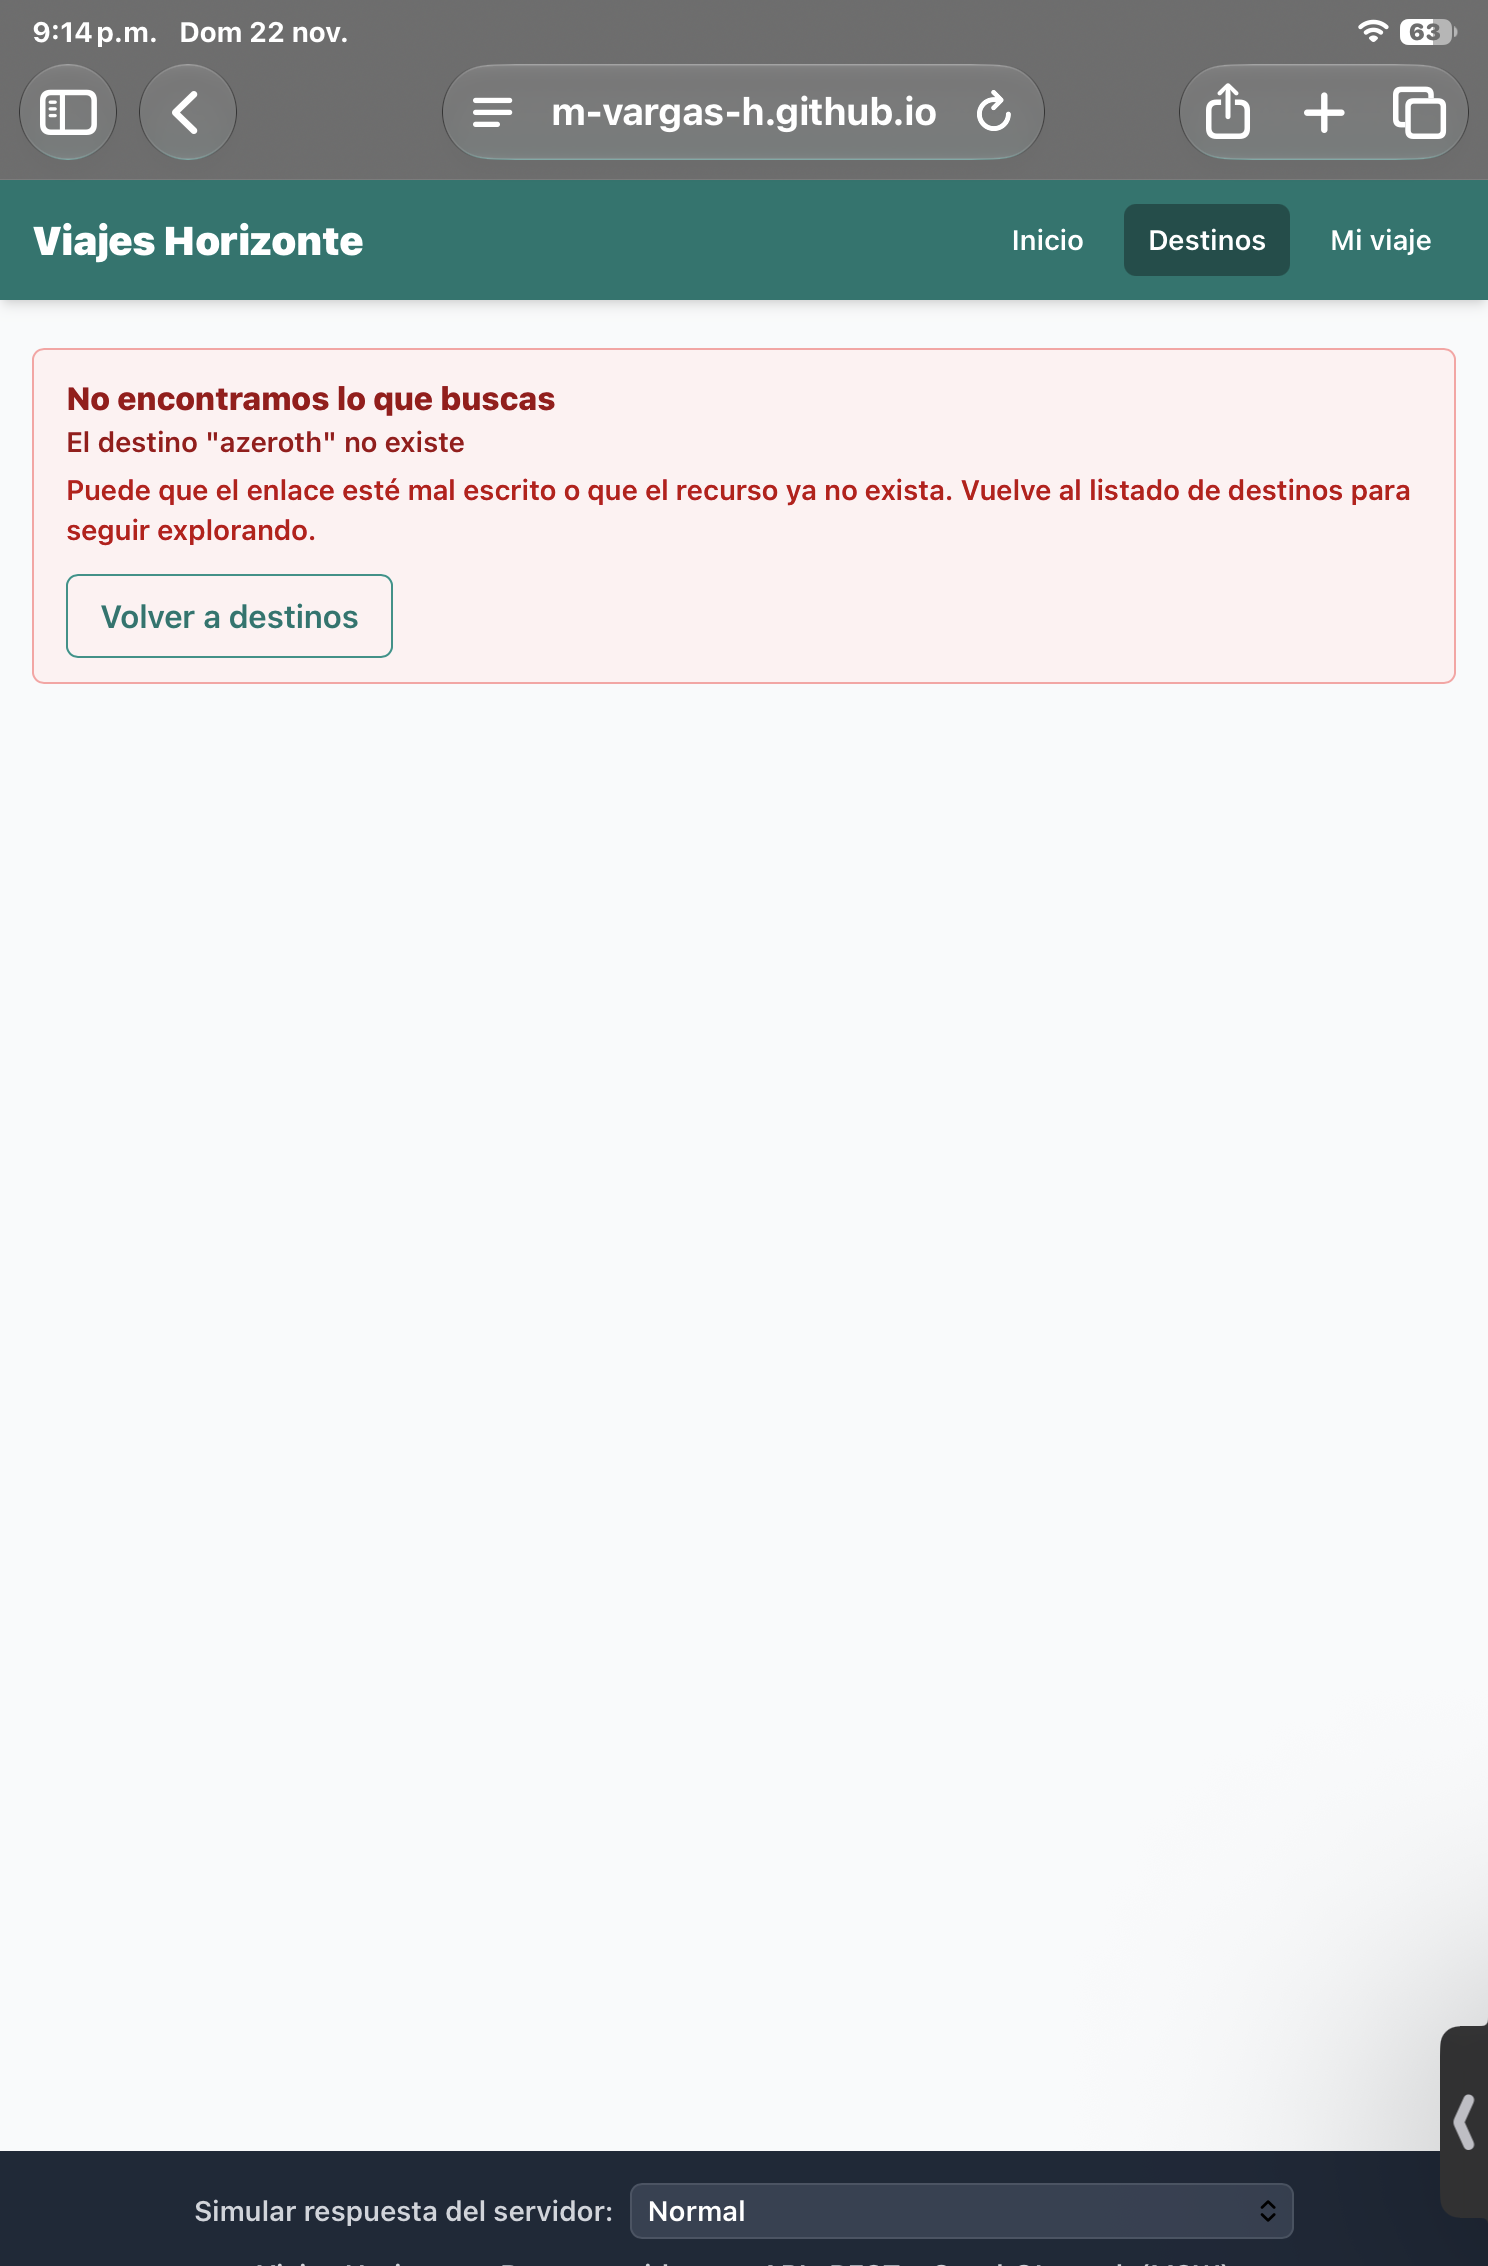 9:14 p.m. Dom 22 nov.
63
m-vargas-h.github.io
Viajes Horizonte
Inicio
Destinos
Mi viaje
No encontramos lo que buscas
El destino "azeroth" no existe
Puede que el enlace esté mal escrito o que el recurso ya no exista. Vuelve al listado de destinos para
seguir explorando.
Volver a destinos
Simular respuesta del servidor:
Normal